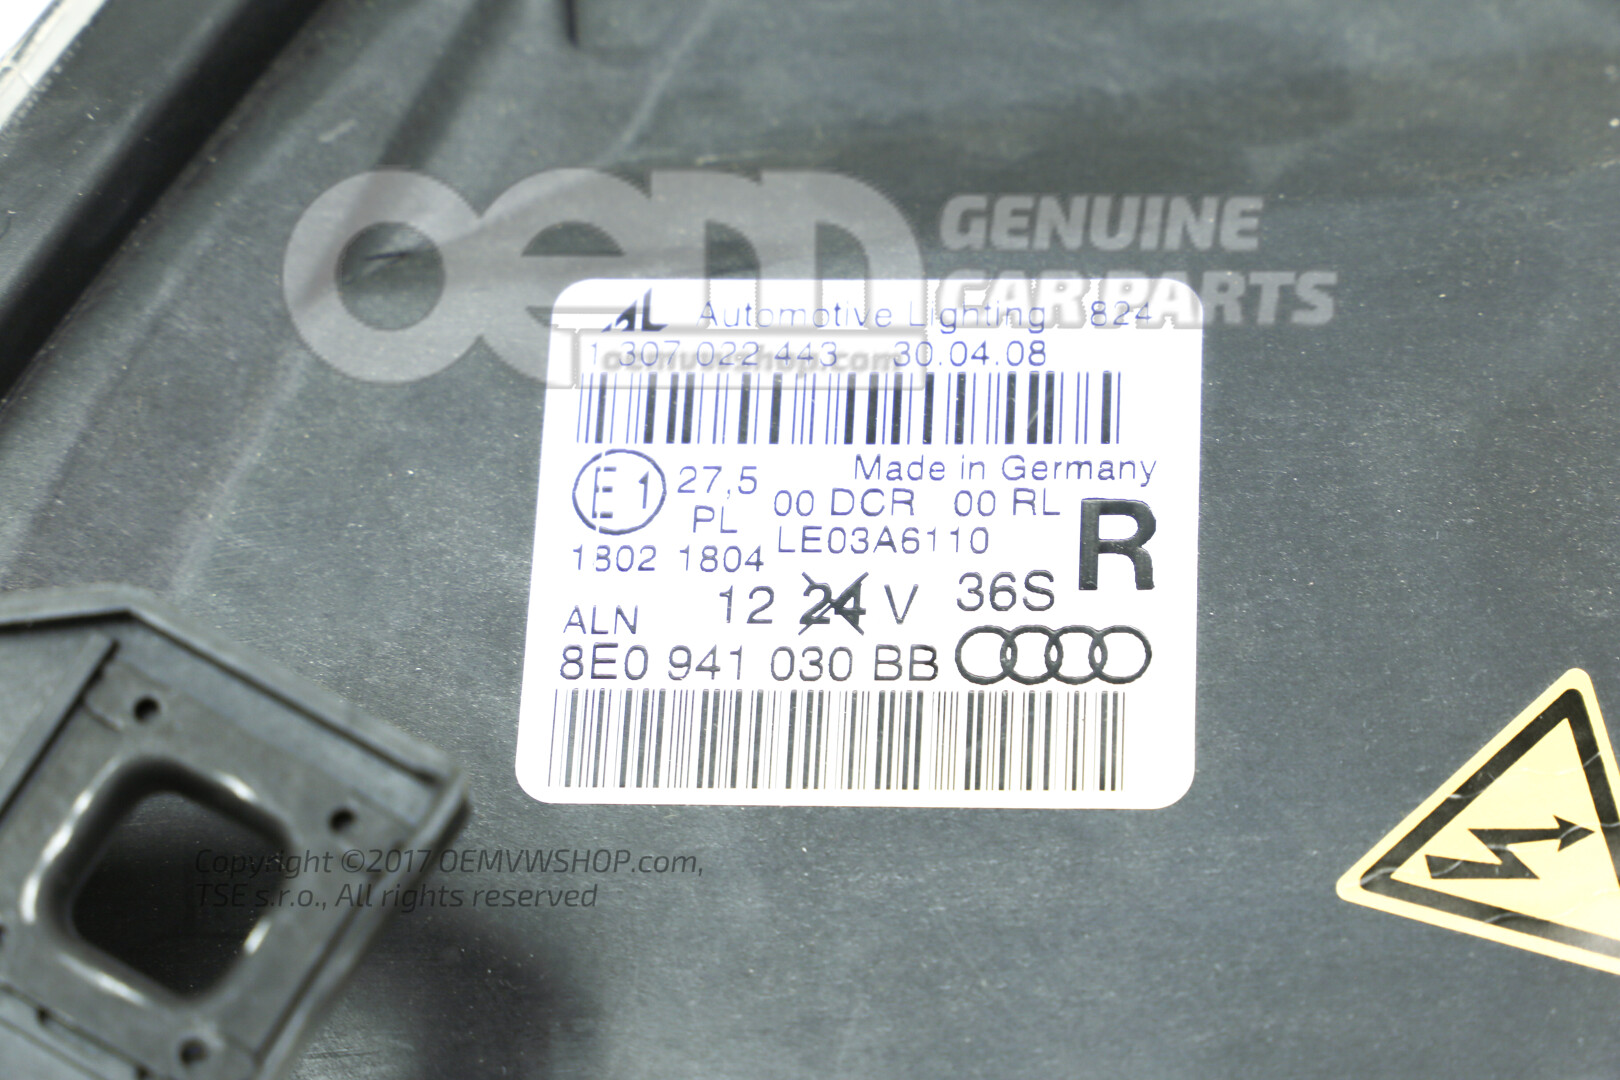 oem GENUINE
CAR PARTS
oemvwshop.com
AL Automotive Lighting 824
1 307 022 443 30.04.08
Made in Germany
E1 27,5 00 DCR 00 RL
PL LE03A6110 R
1802 1804
12 24 V 36S
ALN
8E0 941 030 BB
Copyright ©2017 OEMVWSHOP.com,
TSE s.r.o., All rights reserved